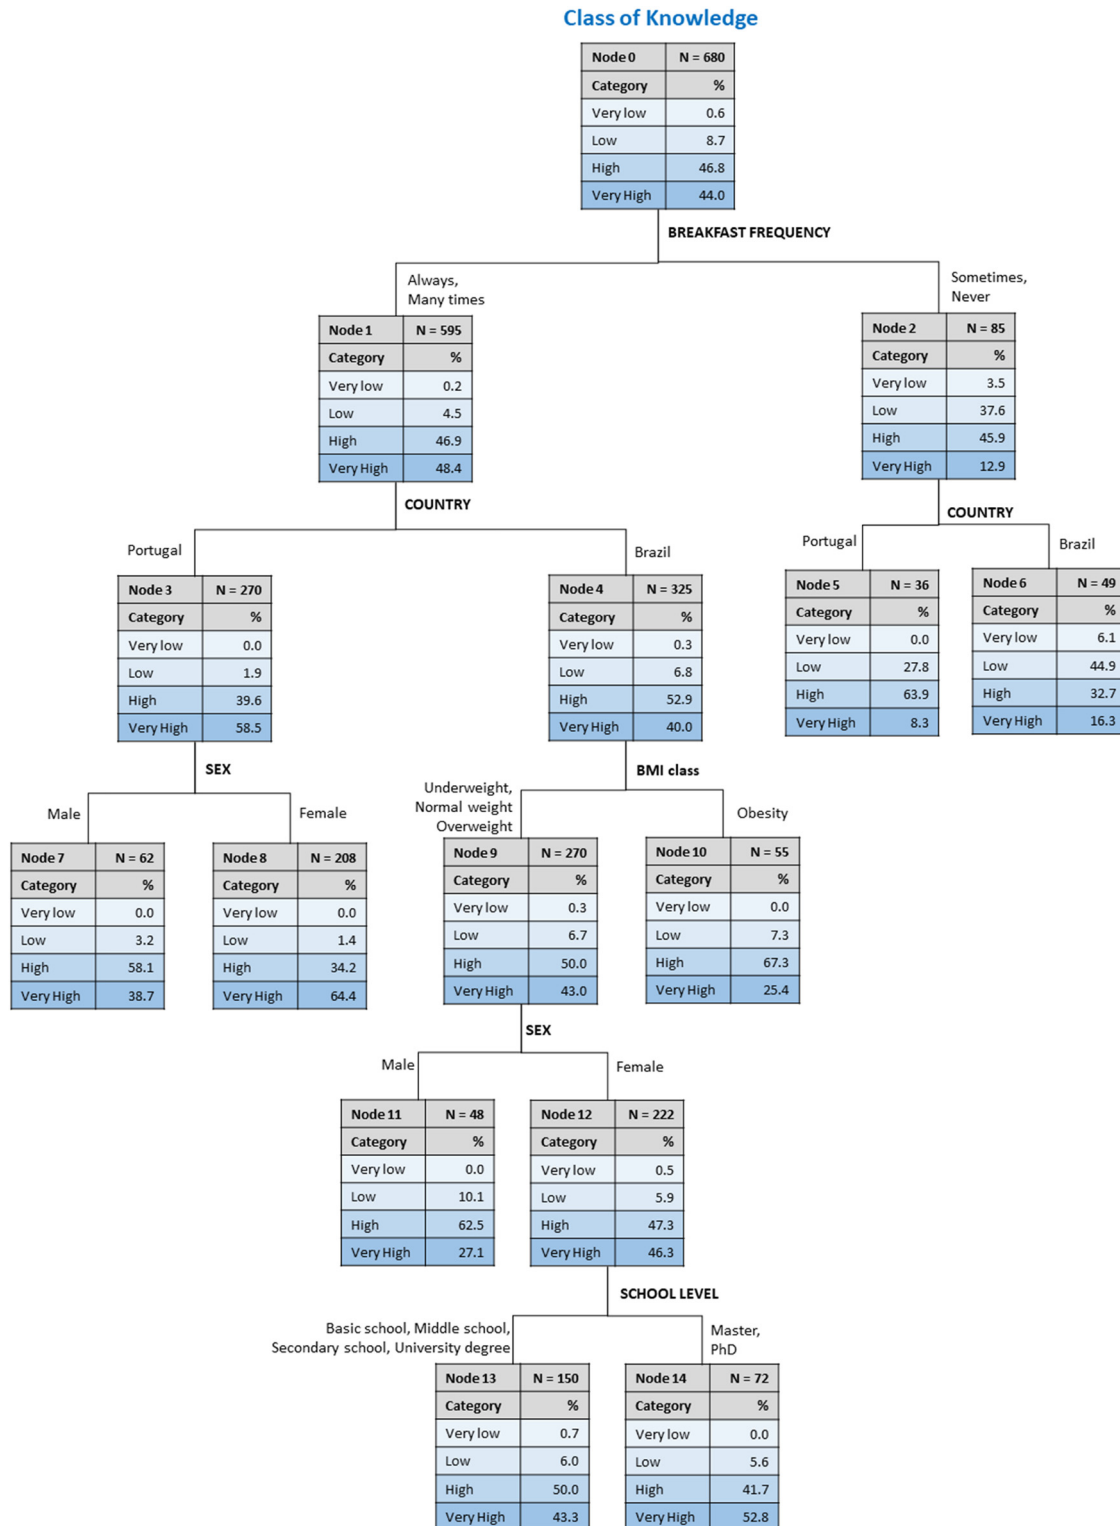 Class of Knowledge
Node 0 N = 680
Category %
Very low 0.6
Low 8.7
High 46.8
Very High 44.0
BREAKFAST FREQUENCY
Always,
Many times
Node 1 N = 595
Category %
Very low 0.2
Low 4.5
High 46.9
Very High 48.4
Sometimes,
Never
Node 2 N = 85
Category %
Very low 3.5
Low 37.6
High 45.9
Very High 12.9
COUNTRY
Portugal
Node 3 N = 270
Category %
Very low 0.0
Low 1.9
High 39.6
Very High 58.5
Brazil
Node 4 N = 325
Category %
Very low 0.3
Low 6.8
High 52.9
Very High 40.0
COUNTRY
Portugal
Node 5 N = 36
Category %
Very low 0.0
Low 27.8
High 63.9
Very High 8.3
Brazil
Node 6 N = 49
Category %
Very low 6.1
Low 44.9
High 32.7
Very High 16.3
SEX
Male
Node 7 N = 62
Category %
Very low 0.0
Low 3.2
High 58.1
Very High 38.7
Female
Node 8 N = 208
Category %
Very low 0.0
Low 1.4
High 34.2
Very High 64.4
BMI class
Underweight,
Normal weight
Overweight
Node 9 N = 270
Category %
Very low 0.3
Low 6.7
High 50.0
Very High 43.0
Obesity
Node 10 N = 55
Category %
Very low 0.0
Low 7.3
High 67.3
Very High 25.4
SEX
Male
Node 11 N = 48
Category %
Very low 0.0
Low 10.1
High 62.5
Very High 27.1
Female
Node 12 N = 222
Category %
Very low 0.5
Low 5.9
High 47.3
Very High 46.3
SCHOOL LEVEL
Basic school, Middle school,
Secondary school, University degree
Node 13 N = 150
Category %
Very low 0.7
Low 6.0
High 50.0
Very High 43.3
Master,
PhD
Node 14 N = 72
Category %
Very low 0.0
Low 5.6
High 41.7
Very High 52.8